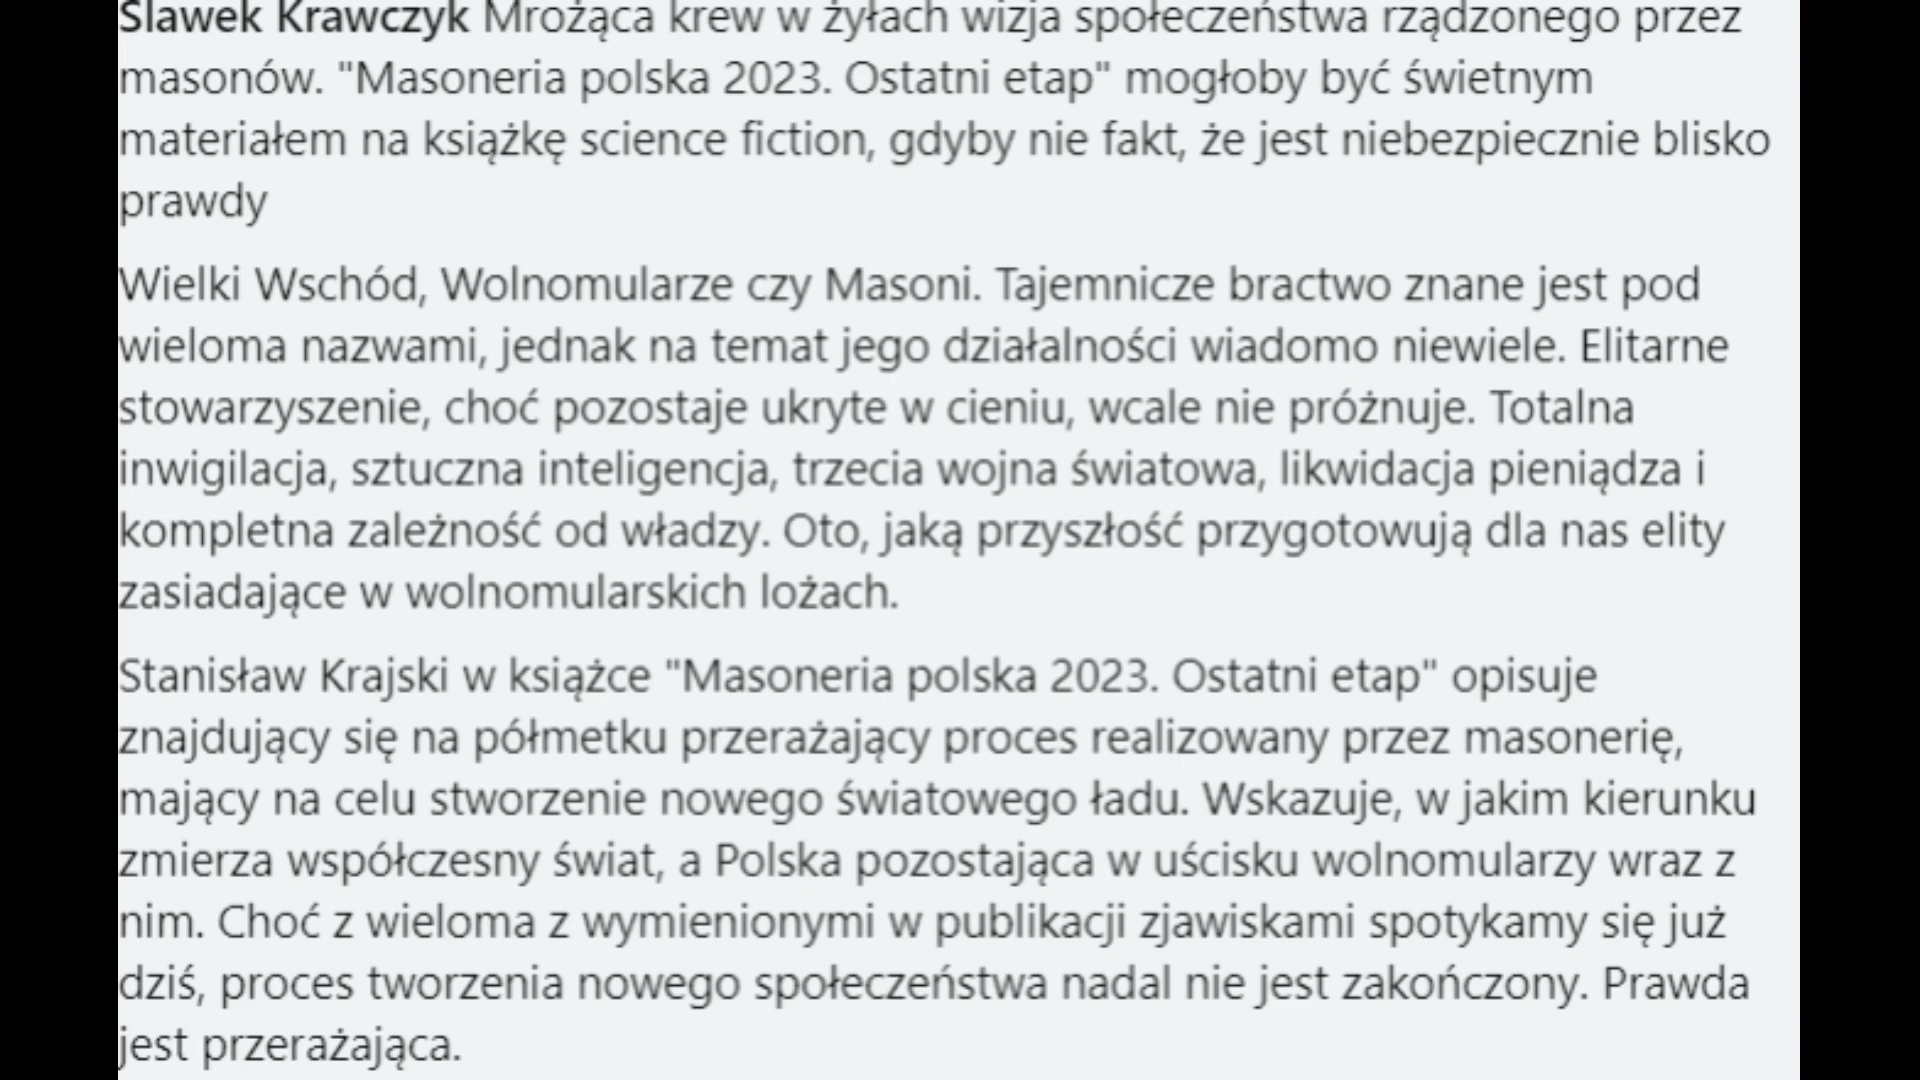 Slawek Krawczyk Mrożąca krew w żyłach wizja społeczeństwa rządzonego przez
masonów. "Masoneria polska 2023. Ostatni etap" mogłoby być świetnym
materiałem na książkę science fiction, gdyby nie fakt, że jest niebezpiecznie blisko
prawdy
Wielki Wschód, Wolnomularze czy Masoni. Tajemnicze bractwo znane jest pod
wieloma nazwami, jednak na temat jego działalności wiadomo niewiele. Elitarne
stowarzyszenie, choć pozostaje ukryte w cieniu, wcale nie próżnuje. Totalna
inwigilacja, sztuczna inteligencja, trzecia wojna światowa, likwidacja pieniądza i
kompletna zależność od władzy. Oto, jaką przyszłość przygotowują dla nas elity
zasiadające w wolnomularskich lożach.
Stanisław Krajski w książce "Masoneria polska 2023. Ostatni etap" opisuje
znajdujący się na półmetku przerażający proces realizowany przez masonerię,
mający na celu stworzenie nowego światowego ładu. Wskazuje, w jakim kierunku
zmierza współczesny świat, a Polska pozostająca w uścisku wolnomularzy wraz z
nim. Choć z wieloma z wymienionymi w publikacji zjawiskami spotykamy się już
dziś, proces tworzenia nowego społeczeństwa nadal nie jest zakończony. Prawda
jest przerażająca.